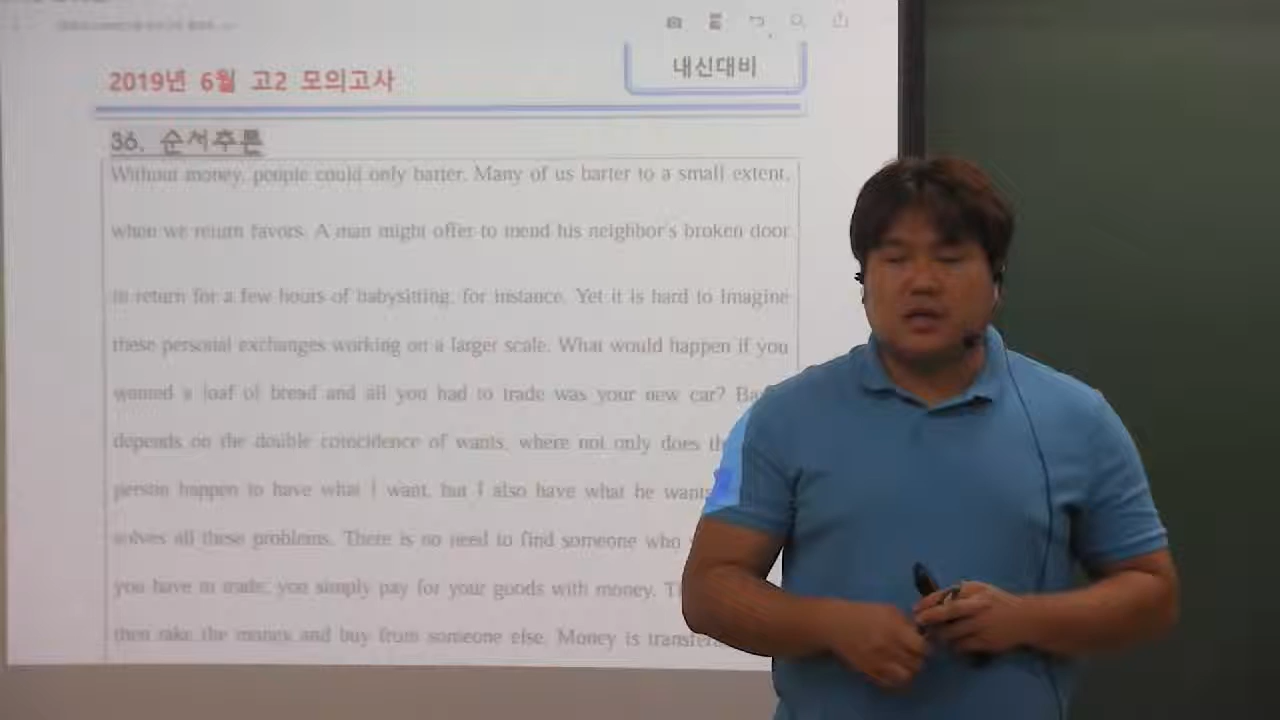 2019년 6월 고2 모의고사
내신대비
36. 순서추론
Without money, people could only barter. Many of us barter to a small extent,
when we return favors. A man might offer to mend his neighbor's broken door
in return for a few hours of babysitting, for instance. Yet it is hard to imagine
these personal exchanges working on a larger scale. What would happen if you
wanted a loaf of bread and all you had to trade was your new car?
depends on the double coincidence of wants, where not only does
person happen to have what I want, but I also have what he wants
solves all these problems. There is no need to find someone who
you have to trade; you simply pay for your goods with money.
then take the money and buy from someone else. Money is